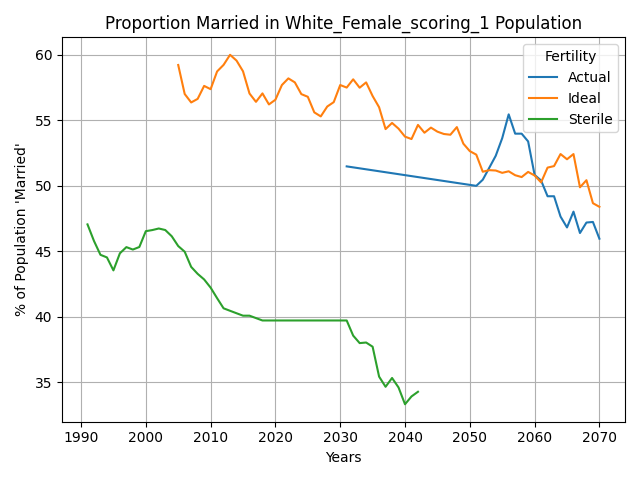 Proportion Married in White_Female_scoring_1 Population
Fertility
Actual
Ideal
Sterile
% of Population 'Married'
60
55
50
45
40
35
1990 2000 2010 2020 2030 2040 2050 2060 2070
Years